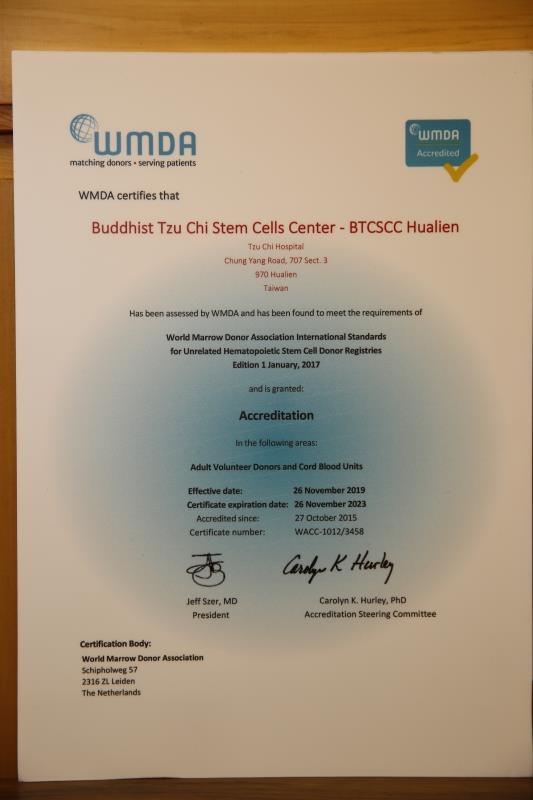 WMDA
matching donors • serving patients
WMDA
Accredited
WMDA certifies that
Buddhist Tzu Chi Stem Cells Center - BTCSCC Hualien
Tzu Chi Hospital
Chung Yang Road, 707 Sect. 3
970 Hualien
Taiwan
Has been assessed by WMDA and has been found to meet the requirements of
World Marrow Donor Association International Standards
for Unrelated Hematopoietic Stem Cell Donor Registries
Edition 1 January, 2017
and is granted:
Accreditation
In the following areas:
Adult Volunteer Donors and Cord Blood Units
Effective date: 26 November 2019
Certificate expiration date: 26 November 2023
Accredited since: 27 October 2015
Certificate number: WACC-1012/3458
Carolyn K Hurley
Jeff Szer, MD Carolyn K. Hurley, PhD
President Accreditation Steering Committee
Certification Body:
World Marrow Donor Association
Schipholweg 57
2316 ZL Leiden
The Netherlands